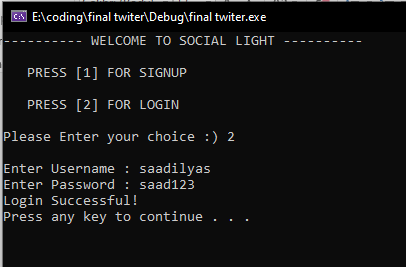 E:\coding\final twiter\Debug\final twiter.exe
---------- WELCOME TO SOCIAL LIGHT ----------
PRESS [1] FOR SIGNUP
PRESS [2] FOR LOGIN
Please Enter your choice :) 2
Enter Username : saadilyas
Enter Password : saad123
Login Successful!
Press any key to continue . . .